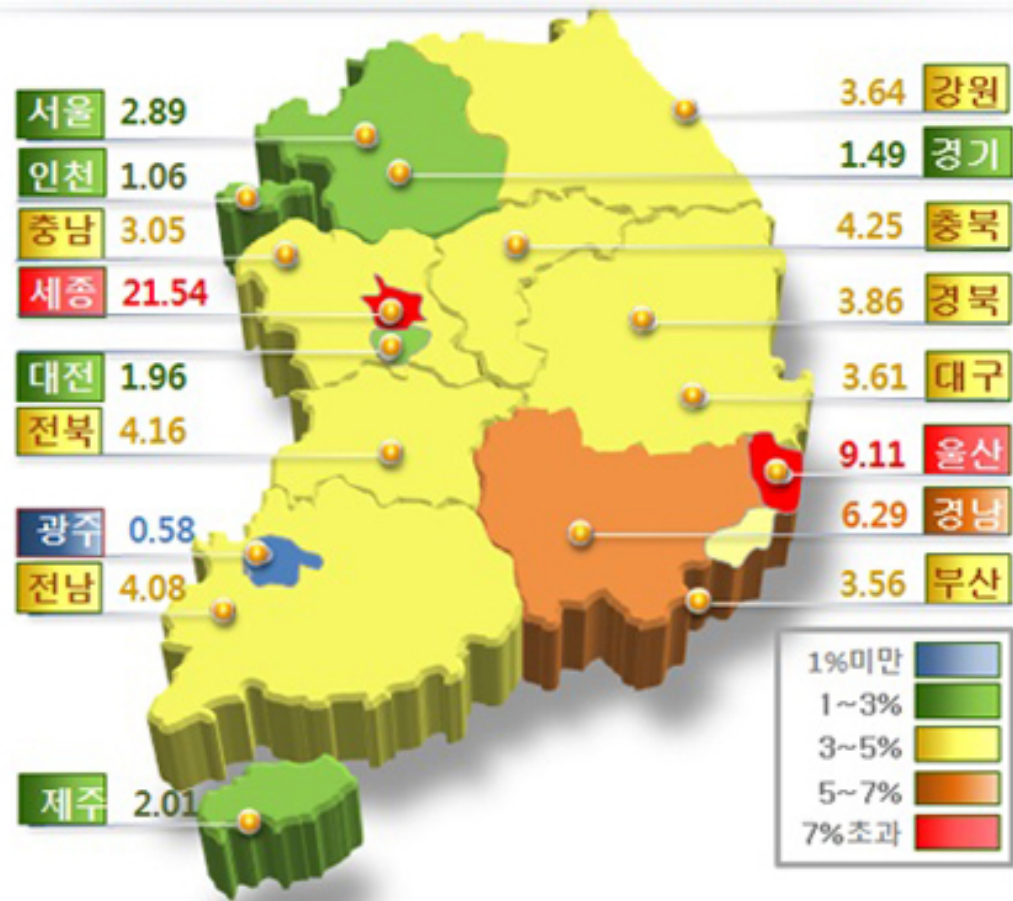 서울 2.89
인천 1.06
충남 3.05
세종 21.54
대전 1.96
전북 4.16
광주 0.58
전남 4.08
제주 2.01
3.64 강원
1.49 경기
4.25 충북
3.86 경북
3.61 대구
9.11 울산
6.29 경남
3.56 부산
1%미만
1~3%
3~5%
5~7%
7%초과